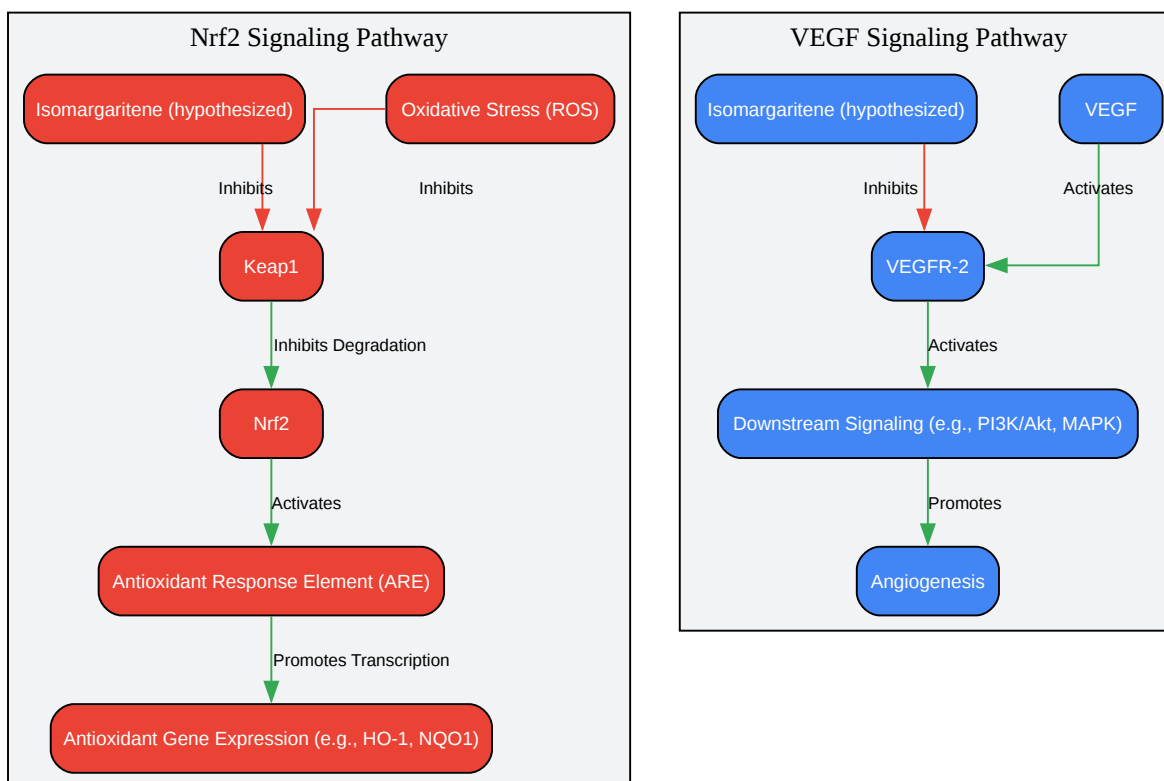 Nrf2 Signaling Pathway
Isomargaritene (hypothesized)
Oxidative Stress (ROS)
Inhibits
Inhibits
Keap1
Inhibits Degradation
Nrf2
Activates
Antioxidant Response Element (ARE)
Promotes Transcription
Antioxidant Gene Expression (e.g., HO-1, NQO1)
VEGF Signaling Pathway
Isomargaritene (hypothesized)
VEGF
Inhibits
Activates
VEGFR-2
Activates
Downstream Signaling (e.g., PI3K/Akt, MAPK)
Promotes
Angiogenesis